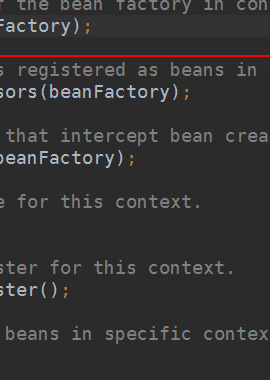 f the bean factory in con
Factory);
s registered as beans in
sors(beanFactory);
that intercept bean crea
beanFactory);
e for this context.
ster for this context.
ster();
beans in specific contex